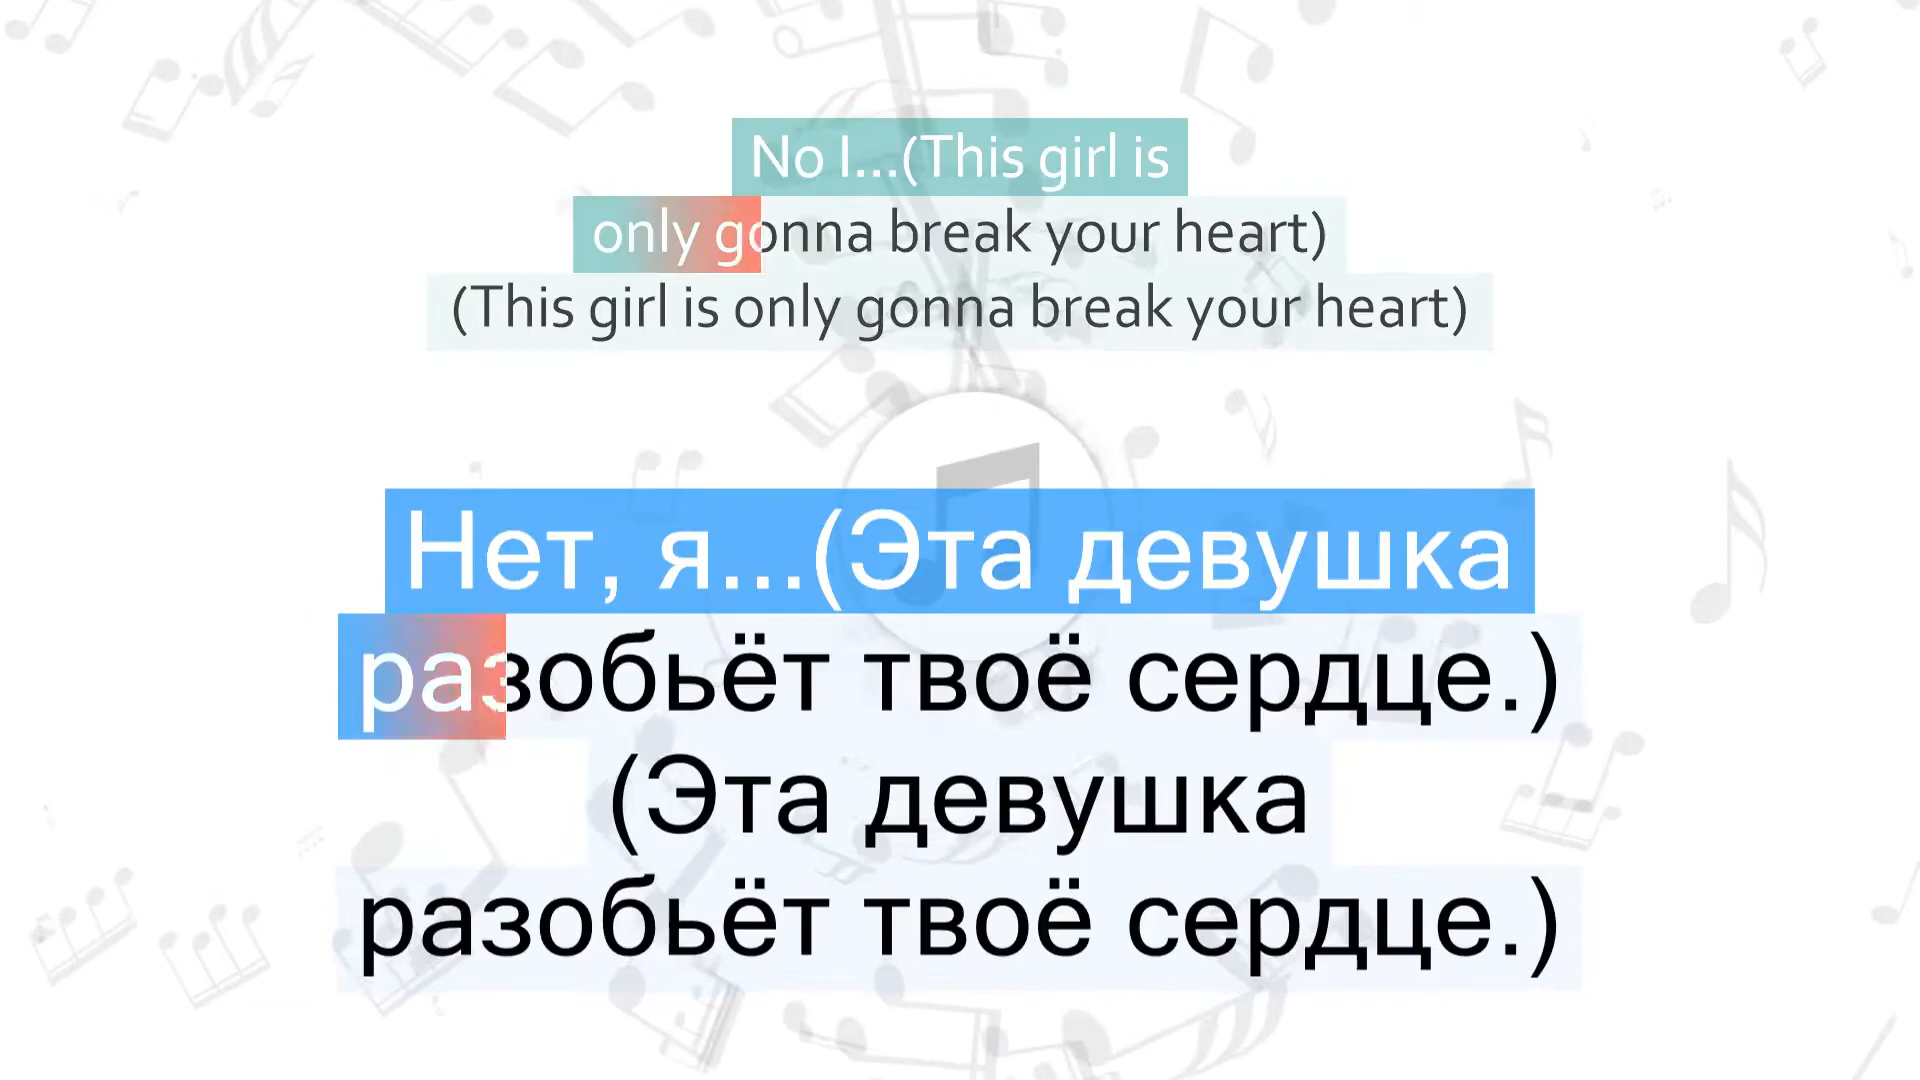 No I...(This girl is
only gonna break your heart)
(This girl is only gonna break your heart)
Нет, я...(Эта девушка
разобьёт твоё сердце.)
(Эта девушка
разобьёт твоё сердце.)